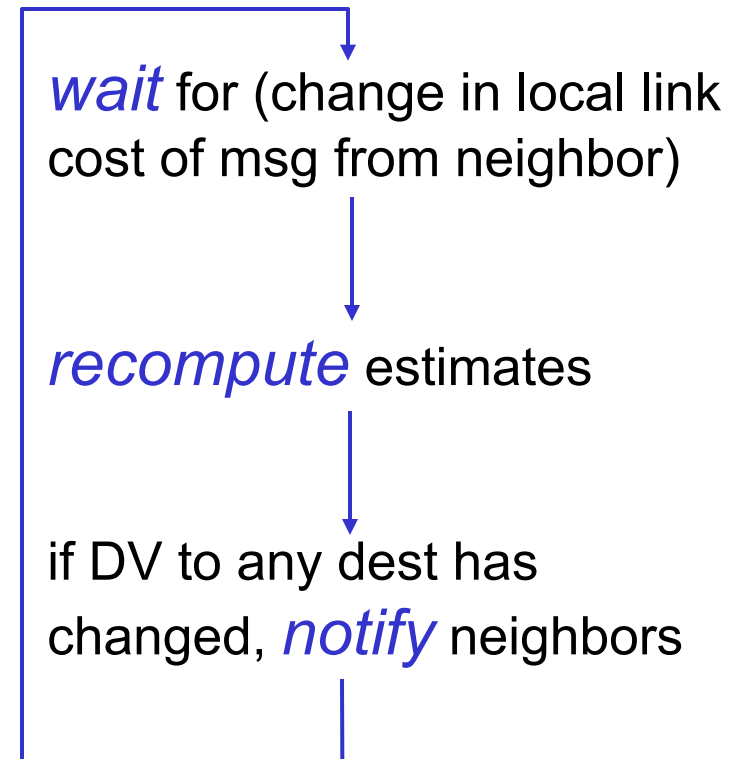 wait for (change in local link
cost of msg from neighbor)
recompute estimates
if DV to any dest has
changed, notify neighbors